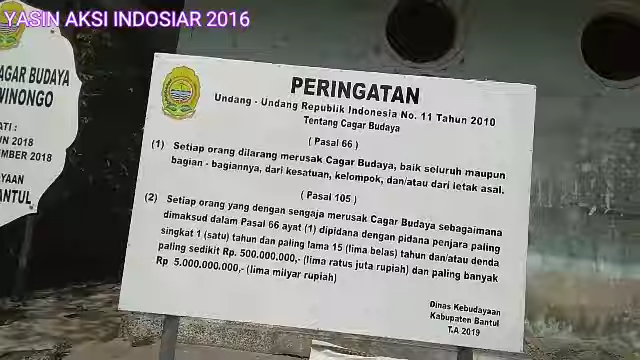 YASIN AKSI INDOSIAR 2016
CAGAR BUDAYA
WINONGO
2018
EMBER 2018
YAAN
ANTUL
PERINGATAN
Undang - Undang Republik Indonesia No. 11 Tahun 2010
Tentang Cagar Budaya
( Pasal 66 )
(1) Setiap orang dilarang merusak Cagar Budaya, baik seluruh maupun
bagian - bagiannya, dari kesatuan, kelompok, dan/atau dari letak asal.
( Pasal 105 )
(2) Setiap orang yang dengan sengaja merusak Cagar Budaya sebagaimana
dimaksud dalam Pasal 66 ayat (1) dipidana dengan pidana penjara paling
singkat 1 (satu) tahun dan paling lama 15 (lima belas) tahun dan/atau denda
paling sedikit Rp. 500.000.000,- (lima ratus juta rupiah) dan paling banyak
Rp 5.000.000.000,- (lima milyar rupiah)
Dinas Kebudayaan
Kabupaten Bantul
T.A 2019